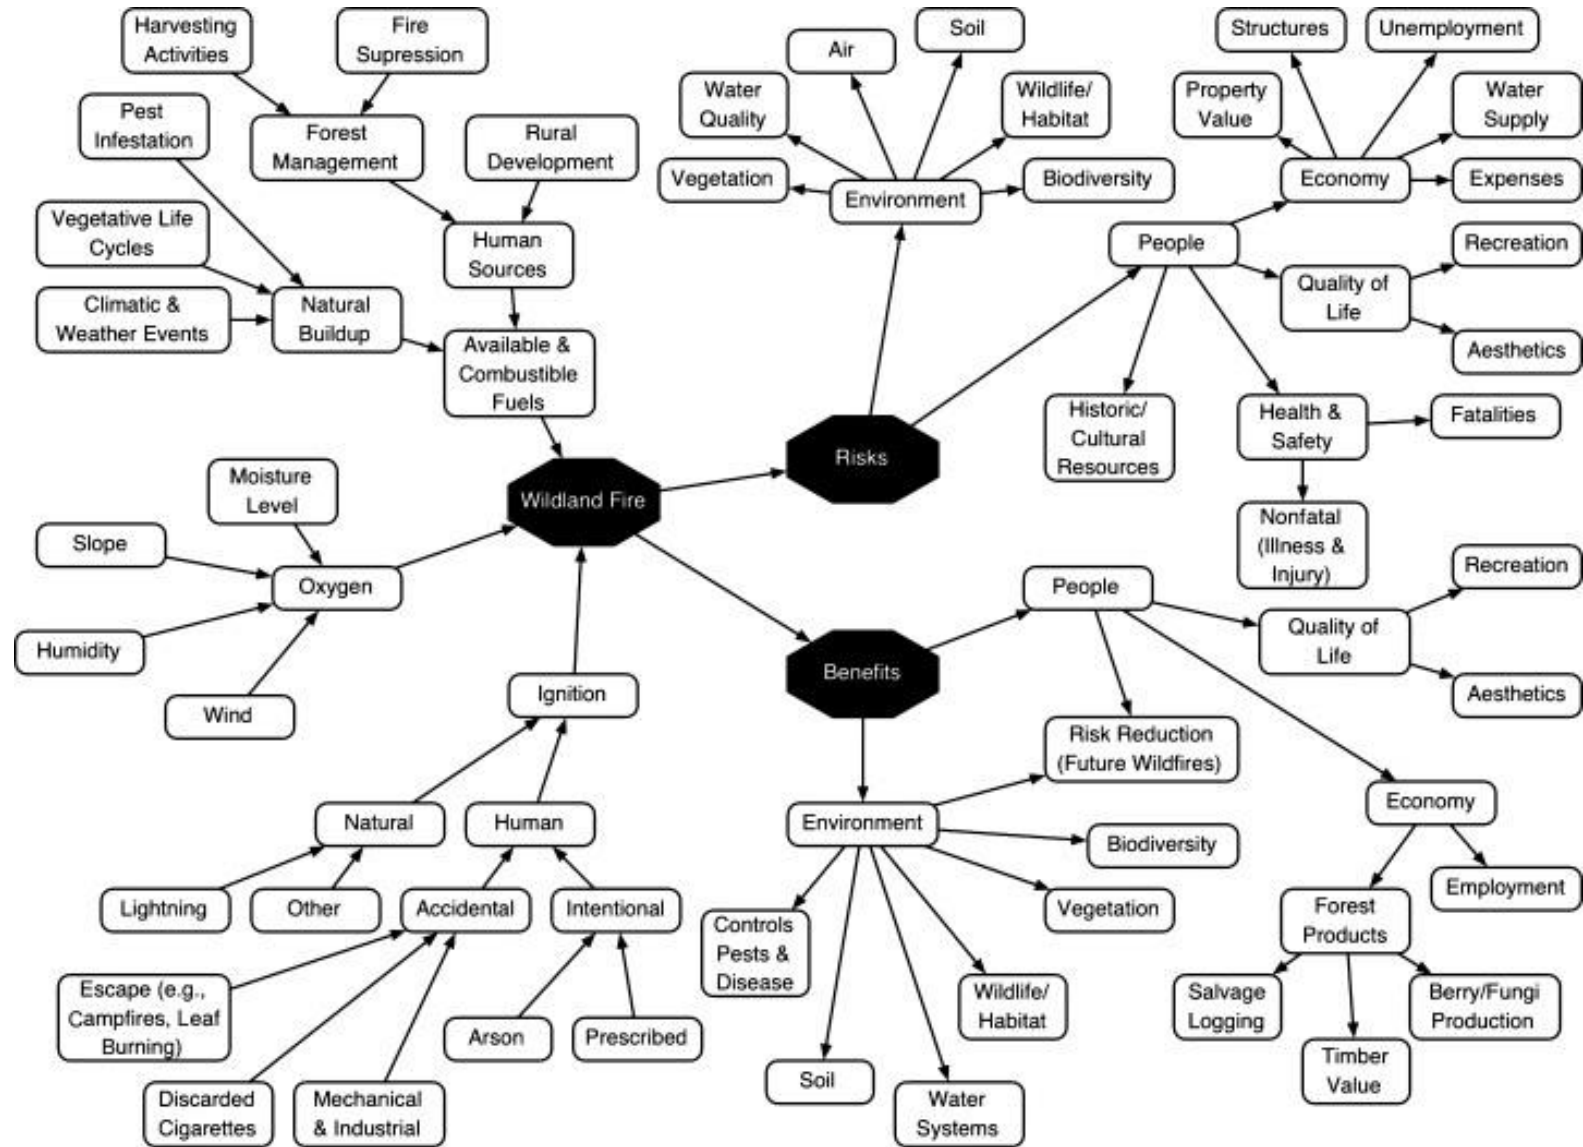 Harvesting
Activities
Fire
Supression
Pest
Infestation
Forest
Management
Rural
Development
Vegetative Life
Cycles
Human
Sources
Climatic &
Weather Events
Natural
Buildup
Available &
Combustible
Fuels
Air
Soil
Water
Quality
Wildlife/
Habitat
Vegetation
Environment
Biodiversity
Structures
Unemployment
Property
Value
Water
Supply
Economy
Expenses
People
Recreation
Quality of
Life
Aesthetics
Historic/
Cultural
Resources
Health &
Safety
Fatalities
Nonfatal
(Illness &
Injury)
Risks
Wildland Fire
Moisture
Level
Slope
Oxygen
Humidity
Wind
Ignition
Benefits
People
Recreation
Quality of
Life
Aesthetics
Risk Reduction
(Future Wildfires)
Economy
Employment
Forest
Products
Salvage
Logging
Berry/Fungi
Production
Timber
Value
Environment
Biodiversity
Vegetation
Controls
Pests &
Disease
Wildlife/
Habitat
Soil
Water
Systems
Natural
Human
Lightning
Other
Accidental
Intentional
Escape (e.g.,
Campfires, Leaf
Burning)
Arson
Prescribed
Discarded
Cigarettes
Mechanical
& Industrial